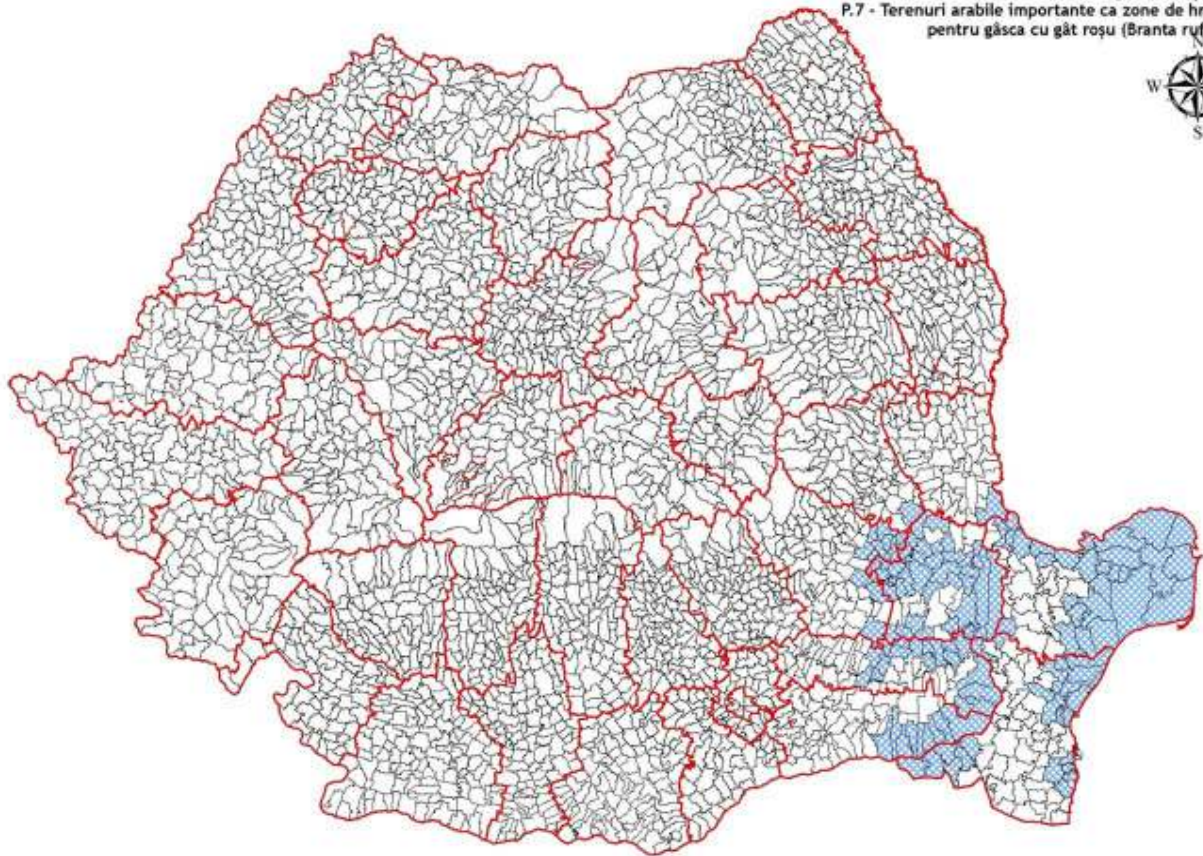 P.7 - Terenuri arabile importante ca zone de
pentru gâsca cu gât roșu (Branta
W
S